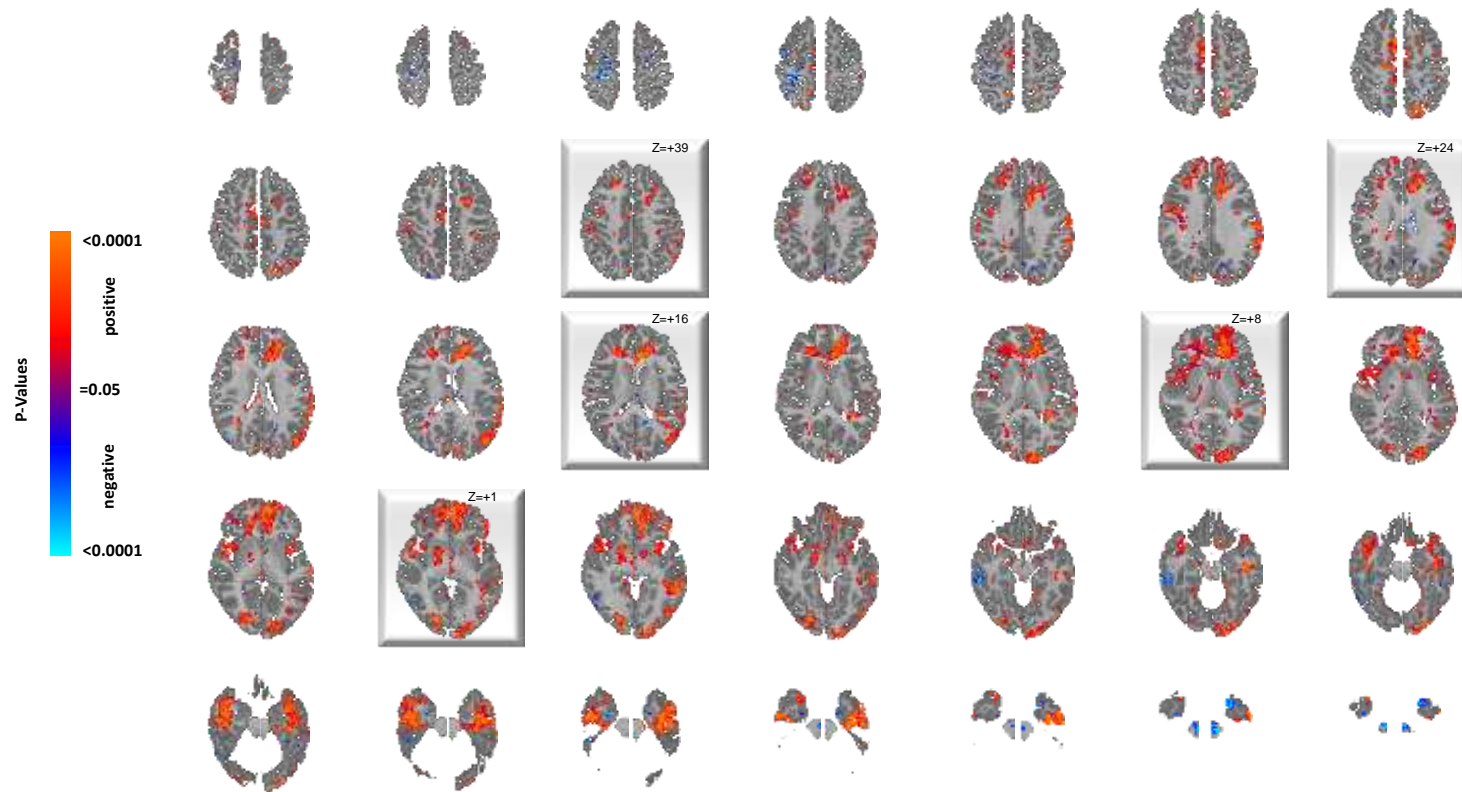 Z=+39
Z=+24
<0.0001
positive
=0.05
P-Values
negative
<0.0001
Z=+16
Z=+8
Z=+1